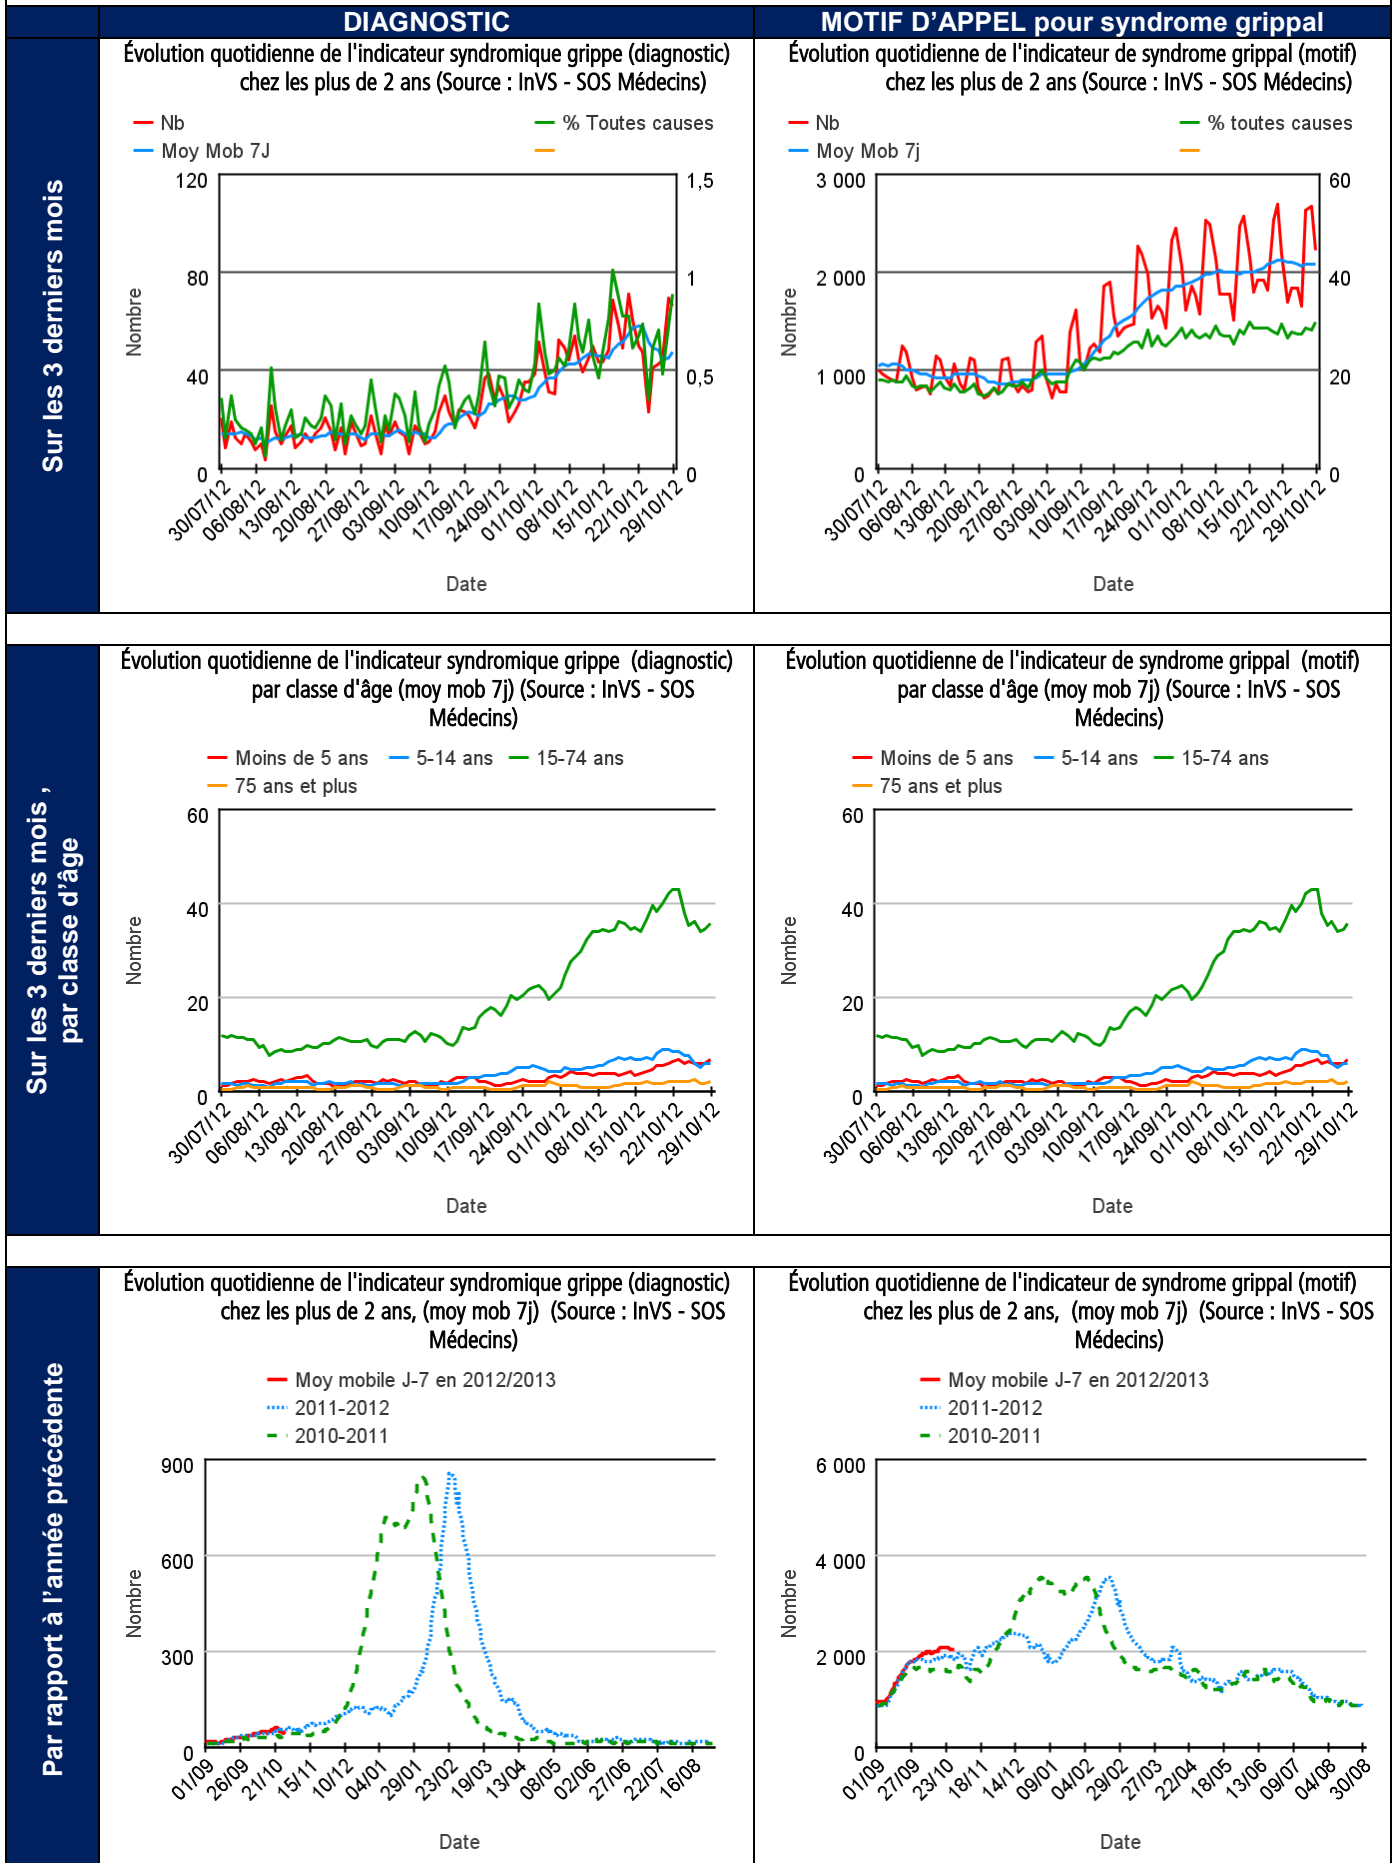 DIAGNOSTIC
MOTIF D’APPEL pour syndrome grippal
Sur les 3 derniers mois
Évolution quotidienne de l'indicateur syndromique grippe (diagnostic)
chez les plus de 2 ans (Source : InVS - SOS Médecins)
Nb
% Toutes causes
Moy Mob 7J
120
80
40
0
1,5
1
0,5
0
Nombre
30/07/12
06/08/12
13/08/12
20/08/12
27/08/12
03/09/12
10/09/12
17/09/12
24/09/12
01/10/12
08/10/12
15/10/12
22/10/12
29/10/12
Date
Évolution quotidienne de l'indicateur de syndrome grippal (motif)
chez les plus de 2 ans (Source : InVS - SOS Médecins)
Nb
% toutes causes
Moy Mob 7j
3 000
2 000
1 000
0
60
40
20
0
Nombre
30/07/12
06/08/12
13/08/12
20/08/12
27/08/12
03/09/12
10/09/12
17/09/12
24/09/12
01/10/12
08/10/12
15/10/12
22/10/12
29/10/12
Date
Sur les 3 derniers mois ,
par classe d’âge
Évolution quotidienne de l'indicateur syndromique grippe (diagnostic)
par classe d'âge (moy mob 7j) (Source : InVS - SOS
Médecins)
Moins de 5 ans
5-14 ans
15-74 ans
75 ans et plus
60
40
20
0
Nombre
30/07/12
06/08/12
13/08/12
20/08/12
27/08/12
03/09/12
10/09/12
17/09/12
24/09/12
01/10/12
08/10/12
15/10/12
22/10/12
29/10/12
Date
Évolution quotidienne de l'indicateur de syndrome grippal (motif)
par classe d'âge (moy mob 7j) (Source : InVS - SOS
Médecins)
Moins de 5 ans
5-14 ans
15-74 ans
75 ans et plus
60
40
20
0
Nombre
30/07/12
06/08/12
13/08/12
20/08/12
27/08/12
03/09/12
10/09/12
17/09/12
24/09/12
01/10/12
08/10/12
15/10/12
22/10/12
29/10/12
Date
Par rapport à l’année précédente
Évolution quotidienne de l'indicateur syndromique grippe (diagnostic)
chez les plus de 2 ans, (moy mob 7j) (Source : InVS - SOS
Médecins)
Moy mobile J-7 en 2012/2013
2011-2012
2010-2011
900
600
300
0
Nombre
01/09
26/09
21/10
15/11
10/12
04/01
29/01
23/02
19/03
13/04
08/05
02/06
27/06
22/07
16/08
Date
Évolution quotidienne de l'indicateur de syndrome grippal (motif)
chez les plus de 2 ans, (moy mob 7j) (Source : InVS - SOS
Médecins)
Moy mobile J-7 en 2012/2013
2011-2012
2010-2011
6 000
4 000
2 000
0
Nombre
01/09
27/09
23/10
18/11
14/12
09/01
04/02
29/02
27/03
22/04
18/05
13/06
09/07
04/08
30/08
Date